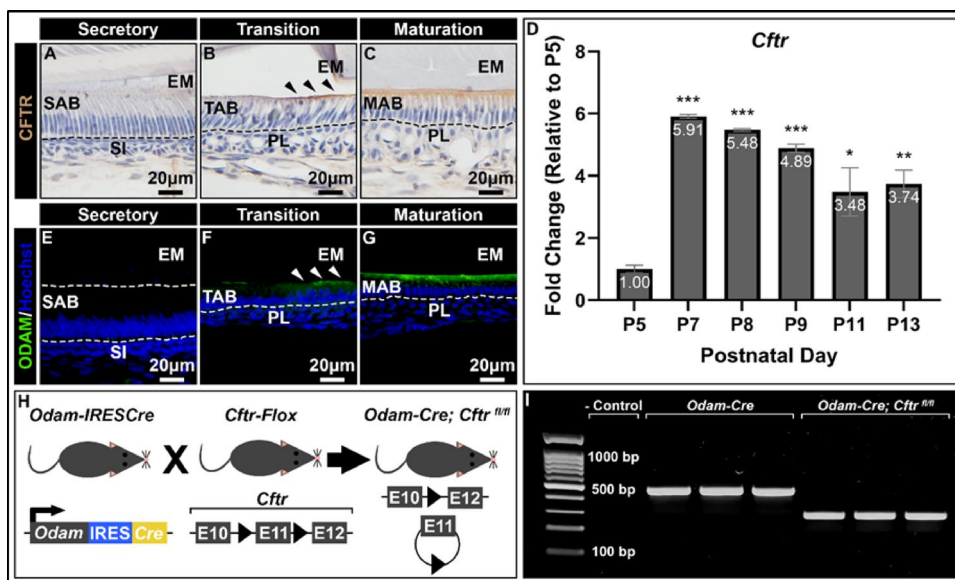 Secretory Transition Maturation
CFTR
A
EM
SAB
SI
20μm
B
EM
TAB
PL
20μm
C
EM
MAB
PL
20μm
D
Cftr
Fold Change (Relative to P5)
8
6
4
2
0
***
5.91
***
5.48
***
4.89
*
3.48
**
3.74
1.00
P5 P7 P8 P9 P11 P13
Postnatal Day
Secretory Transition Maturation
ODAM/Hoechst
E
EM
SAB
SI
20μm
F
EM
TAB
PL
20μm
G
EM
MAB
PL
20μm
H
Odam-IRESCre
Cftr-Flox
Odam-Cre; Cftr fl/fl
X
Odam IRES Cre
Cftr
E10 E11 E12
E10 E12
E11
I
- Control
Odam-Cre
Odam-Cre; Cftr fl/fl
1000 bp
500 bp
100 bp